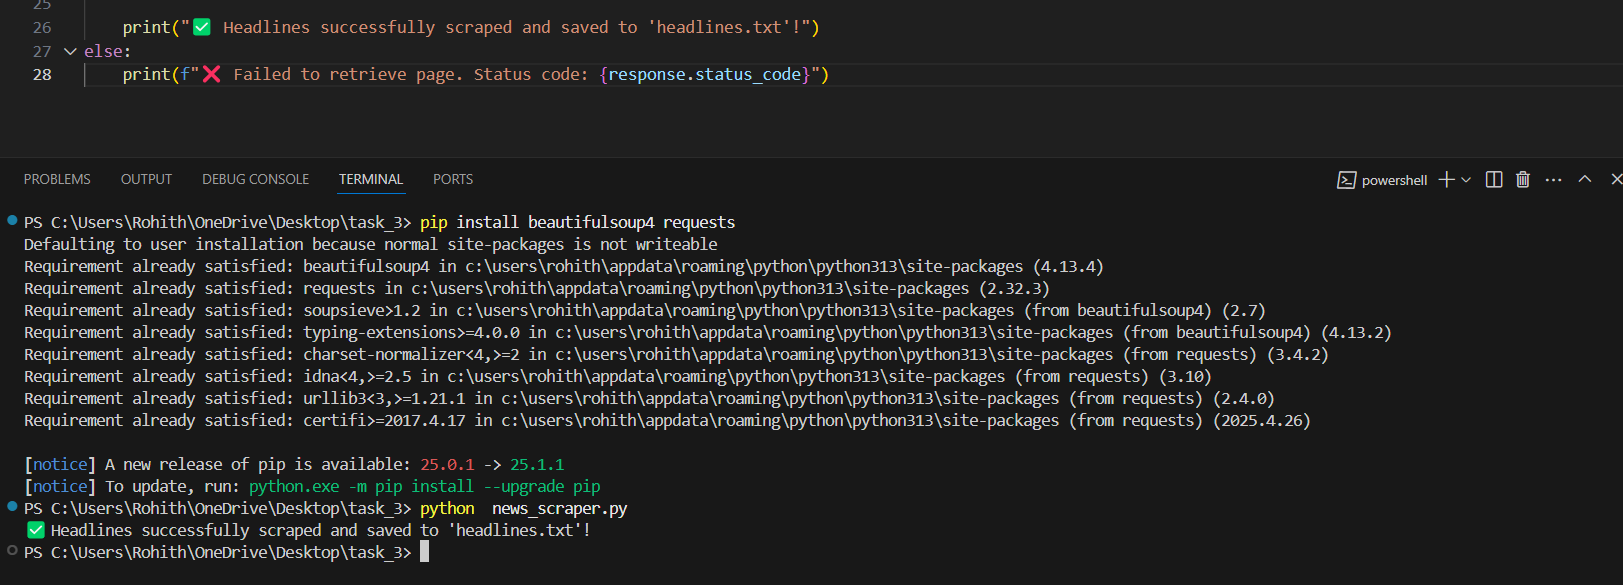 25
26 print("✅ Headlines successfully scraped and saved to 'headlines.txt'!")
27 else:
28 print(f"❌ Failed to retrieve page. Status code: {response.status_code}")
PROBLEMS OUTPUT DEBUG CONSOLE TERMINAL PORTS powershell
PS C:\Users\Rohith\OneDrive\Desktop\task_3> pip install beautifulsoup4 requests
Defaulting to user installation because normal site-packages is not writeable
Requirement already satisfied: beautifulsoup4 in c:\users\rohith\appdata\roaming\python\python313\site-packages (4.13.4)
Requirement already satisfied: requests in c:\users\rohith\appdata\roaming\python\python313\site-packages (2.32.3)
Requirement already satisfied: soupsieve>1.2 in c:\users\rohith\appdata\roaming\python\python313\site-packages (from beautifulsoup4) (2.7)
Requirement already satisfied: typing-extensions>=4.0.0 in c:\users\rohith\appdata\roaming\python\python313\site-packages (from beautifulsoup4) (4.13.2)
Requirement already satisfied: charset-normalizer<4,>=2 in c:\users\rohith\appdata\roaming\python\python313\site-packages (from requests) (3.4.2)
Requirement already satisfied: idna<4,>=2.5 in c:\users\rohith\appdata\roaming\python\python313\site-packages (from requests) (3.10)
Requirement already satisfied: urllib3<3,>=1.21.1 in c:\users\rohith\appdata\roaming\python\python313\site-packages (from requests) (2.4.0)
Requirement already satisfied: certifi>=2017.4.17 in c:\users\rohith\appdata\roaming\python\python313\site-packages (from requests) (2025.4.26)
[notice] A new release of pip is available: 25.0.1 -> 25.1.1
[notice] To update, run: python.exe -m pip install --upgrade pip
PS C:\Users\Rohith\OneDrive\Desktop\task_3> python  news_scraper.py
✅ Headlines successfully scraped and saved to 'headlines.txt'!
PS C:\Users\Rohith\OneDrive\Desktop\task_3>